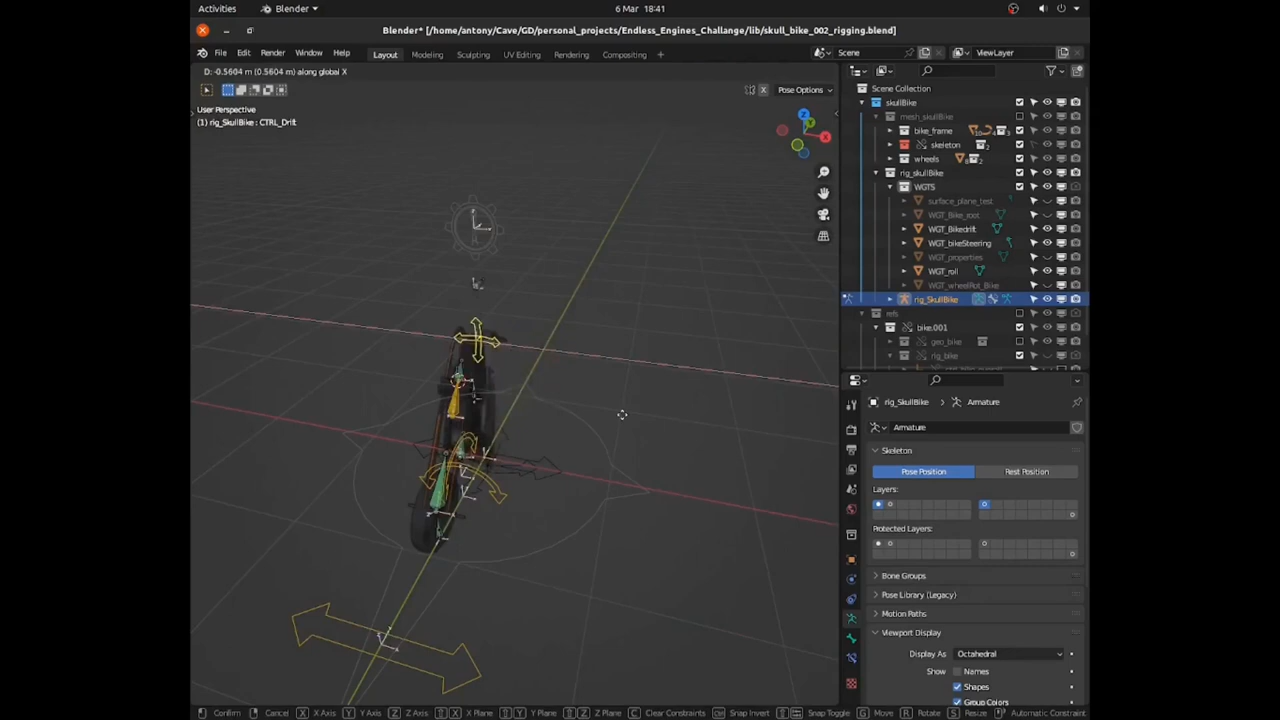 Activities
Blender
6 Mar 18:41
Blender* [/home/antony/Cave/GD/personal_projects/Endless_Engines_Challange/lib/skull_bike_002_rigging.blend]
File Edit Render Window Help Layout Modeling Sculpting UV Editing Rendering Compositing +
Scene
ViewLayer
D: -0.5604 m (0.5604 m) along global X
X
Pose Options
User Perspective
(1) rig_SkullBike : CTRL_Drift
Z
X
Scene Collection
skullBike
mesh_skullBike
bike_frame
skeleton
wheels
rig_skullBike
WGTS
surface_plane_test
WGT_Bike_root
WGT_Bikedrift
WGT_bikeSteering
WGT_properties
WGT_roll
WGT_wheelRot_Bike
rig_SkullBike
refs
bike.001
geo_bike
rig_bike
rig_SkullBike > Armature
Armature
Skeleton
Pose Position Rest Position
Layers:
Protected Layers:
Bone Groups
Pose Library (Legacy)
Motion Paths
Viewport Display
Display As Octahedral
Show Names
Shapes
Group Colors
Confirm Cancel X X Axis Y Y Axis Z Z Axis X X Plane Y Y Plane Z Z Plane C Clear Constraints Snap Invert Snap Toggle G Move R Rotate S Resize Automatic Constraint